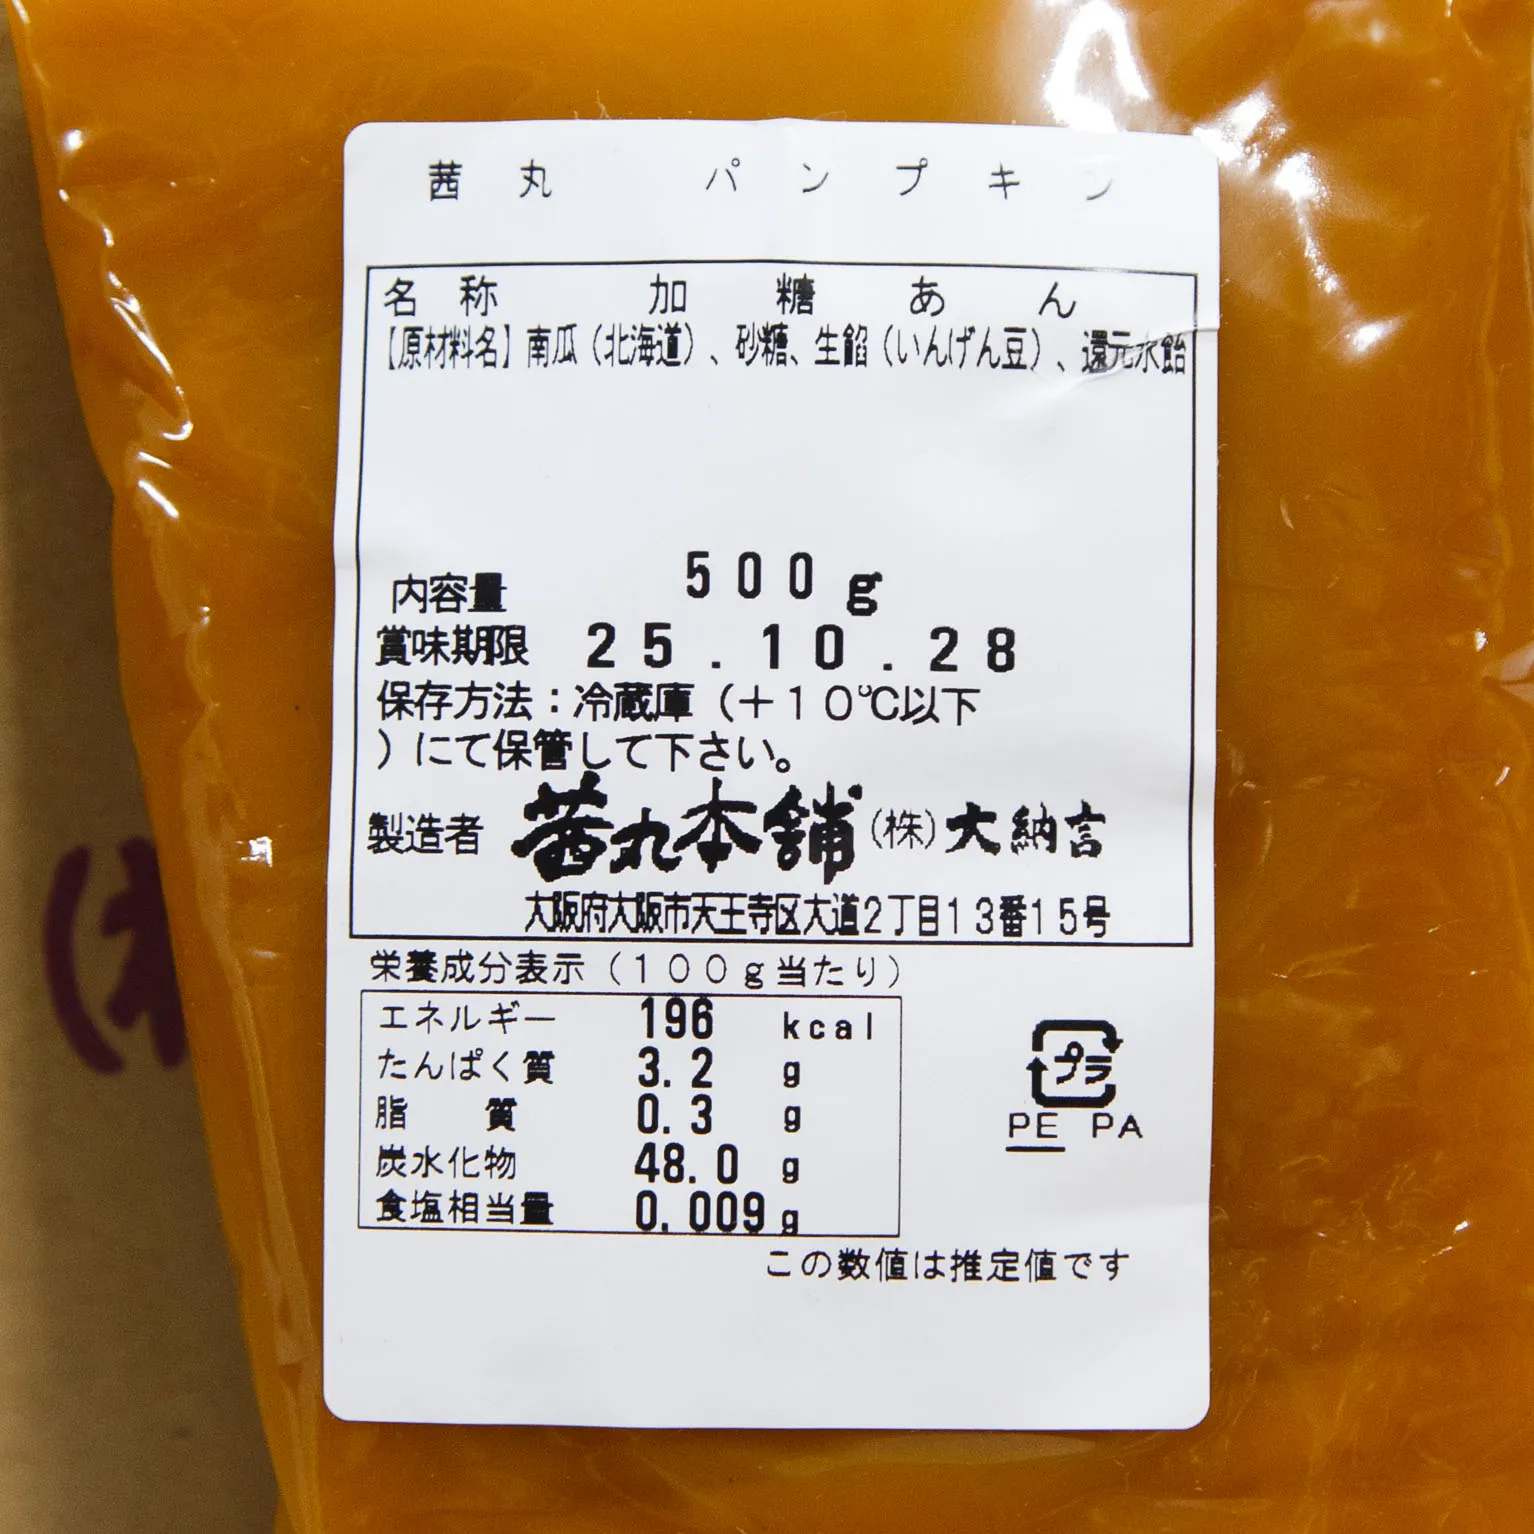 茜丸 パンプキン
名称 加糖あん
【原材料名】南瓜（北海道）、砂糖、生餡（いんげん豆）、還元水飴
内容量 500g
賞味期限 25.10.28
保存方法：冷蔵庫（＋１０℃以下
）にて保管して下さい。
製造者 茜丸本舗（株）大納言
大阪府大阪市天王寺区大道2丁目13番15号
栄養成分表示（１００ｇ当たり）
エネルギー 196 kcal
たんぱく質 3.2 g
脂質 0.3 g
炭水化物 48.0 g
食塩相当量 0.009 g
プラ
PE PA
この数値は推定値です